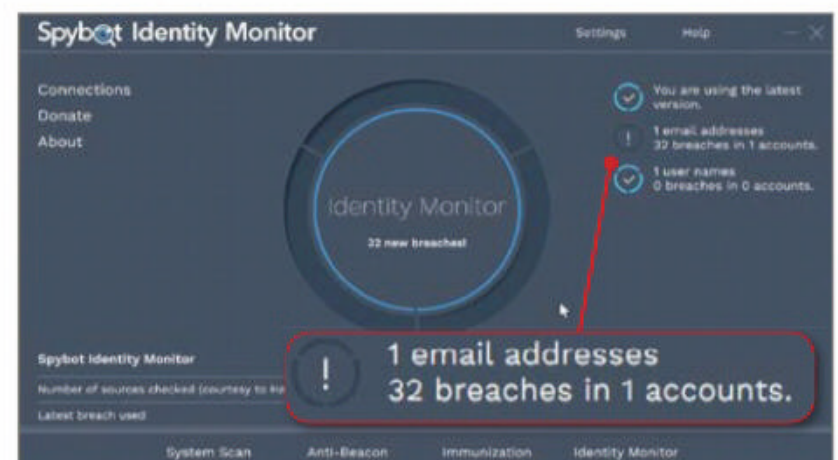 Spybot Identity Monitor
Settings Help
Connections
Donate
About
You are using the latest
version.
1 email addresses
32 breaches in 1 accounts.
1 user names
0 breaches in 0 accounts.
Identity Monitor
32 new breaches!
1 email addresses
32 breaches in 1 accounts.
Spybot Identity Monitor
Number of sources checked (courtesy to
Latest breach used
System Scan Anti-Beacon Immunization Identity Monitor